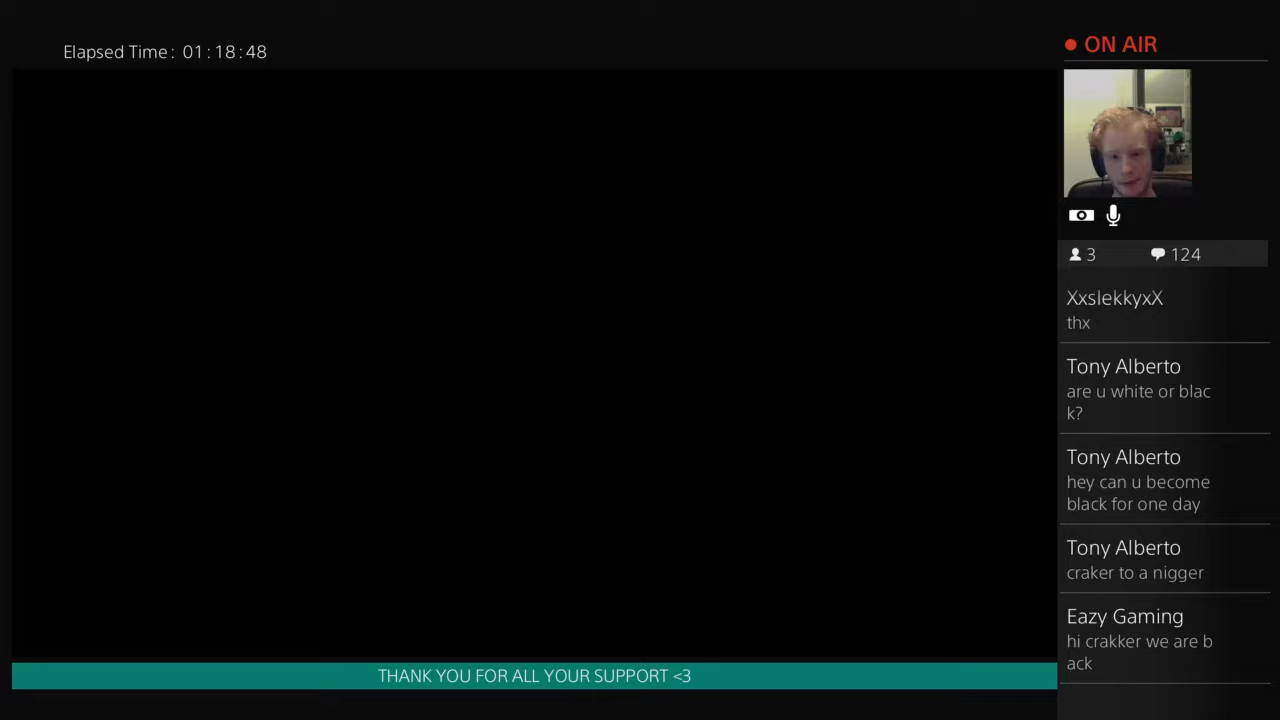 Elapsed Time: 01:18:48
ON AIR
3 124
XxslekkyxX
thx
Tony Alberto
are u white or blac
k?
Tony Alberto
hey can u become
black for one day
Tony Alberto
craker to a nigger
Eazy Gaming
hi crakker we are b
ack
THANK YOU FOR ALL YOUR SUPPORT <3